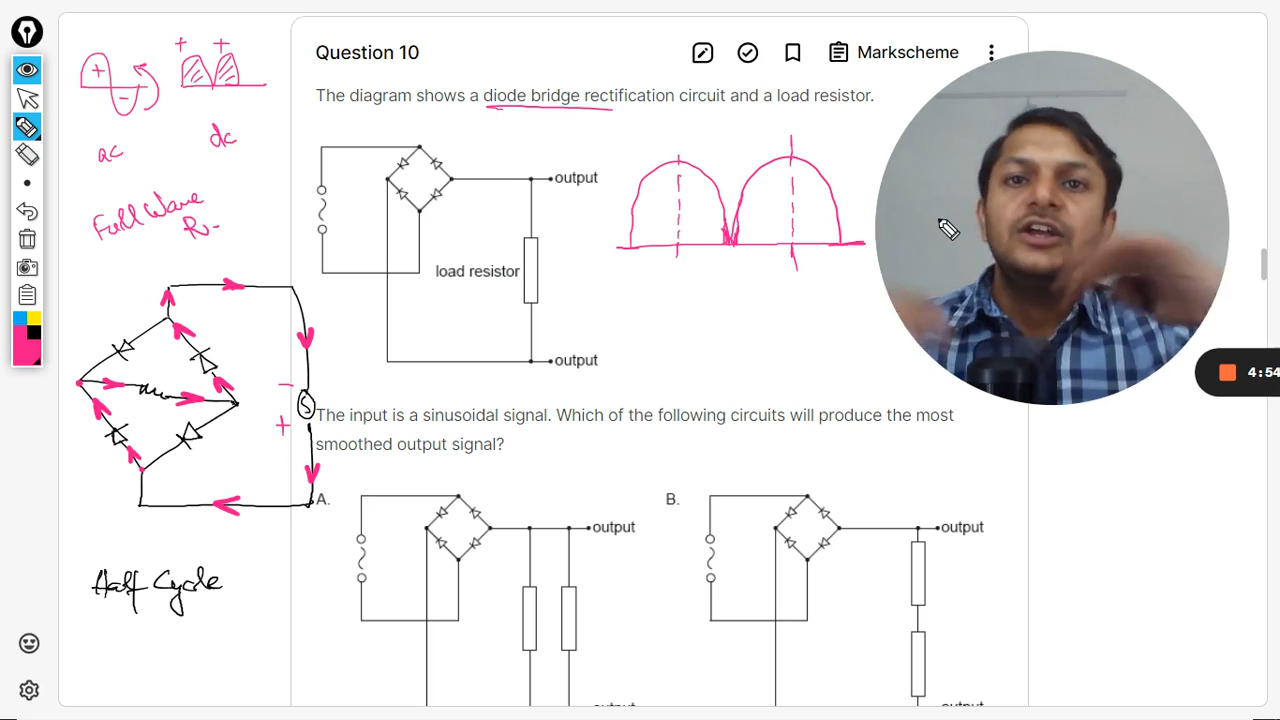 Question 10
Markscheme
The diagram shows a diode bridge rectification circuit and a load resistor.
+ - ac
+ + dc
Full Wave
output
load resistor
output
-
+
The input is a sinusoidal signal. Which of the following circuits will produce the most
smoothed output signal?
A.
output
B.
output
Half Cycle
4:54